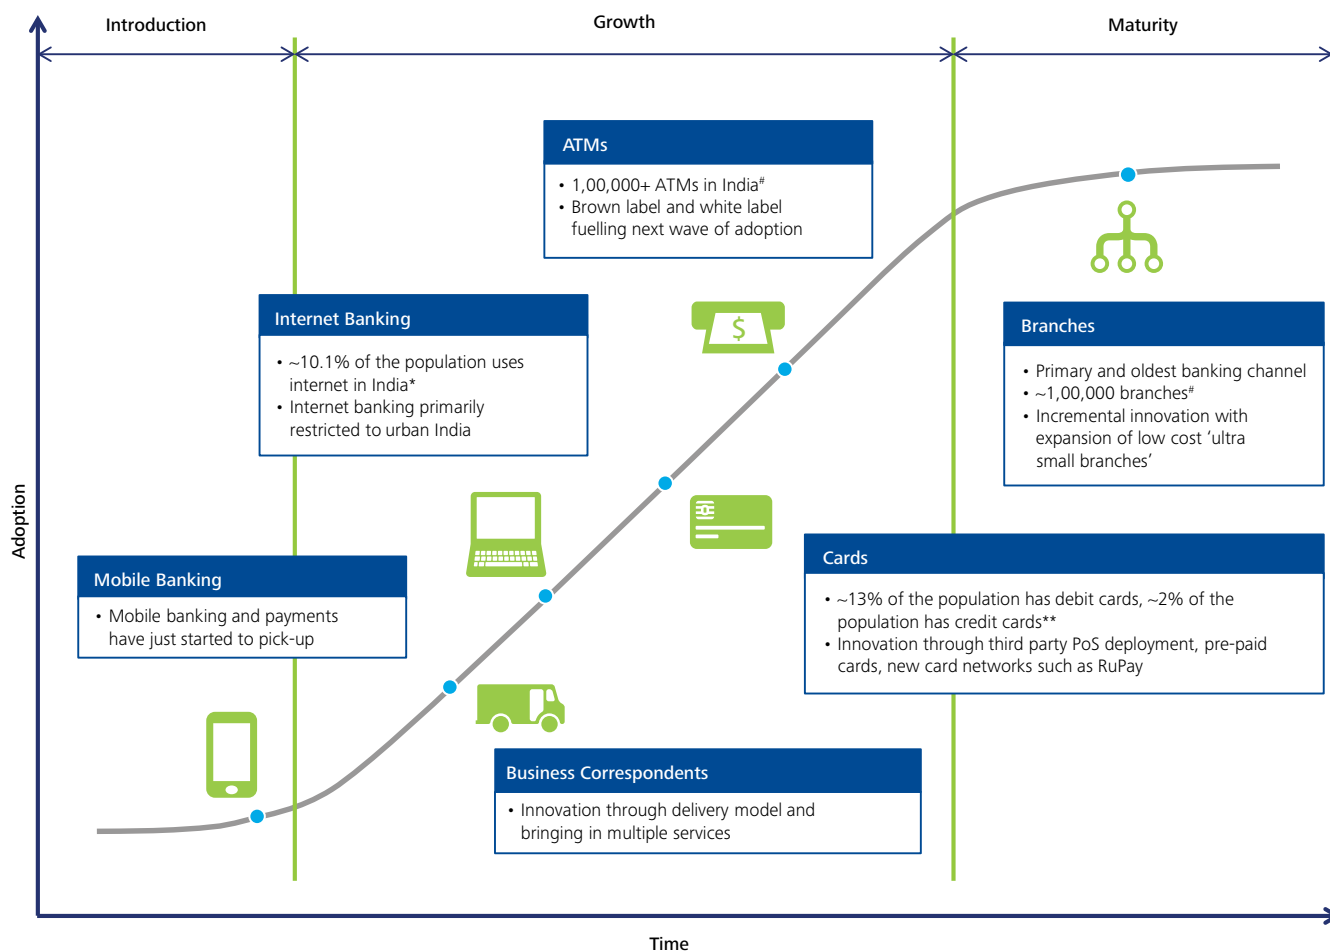 Introduction
Growth
Maturity
ATMs
• 1,00,000+ ATMs in India#
• Brown label and white label
fuelling next wave of adoption
Internet Banking
• ~10.1% of the population uses
internet in India*
• Internet banking primarily
restricted to urban India
Branches
• Primary and oldest banking channel
• ~1,00,000 branches#
• Incremental innovation with
expansion of low cost ‘ultra
small branches’
$
Adoption
Mobile Banking
• Mobile banking and payments
have just started to pick-up
Cards
• ~13% of the population has debit cards, ~2% of the
population has credit cards**
• Innovation through third party PoS deployment, pre-paid
cards, new card networks such as RuPay
Business Correspondents
• Innovation through delivery model and
bringing in multiple services
Time